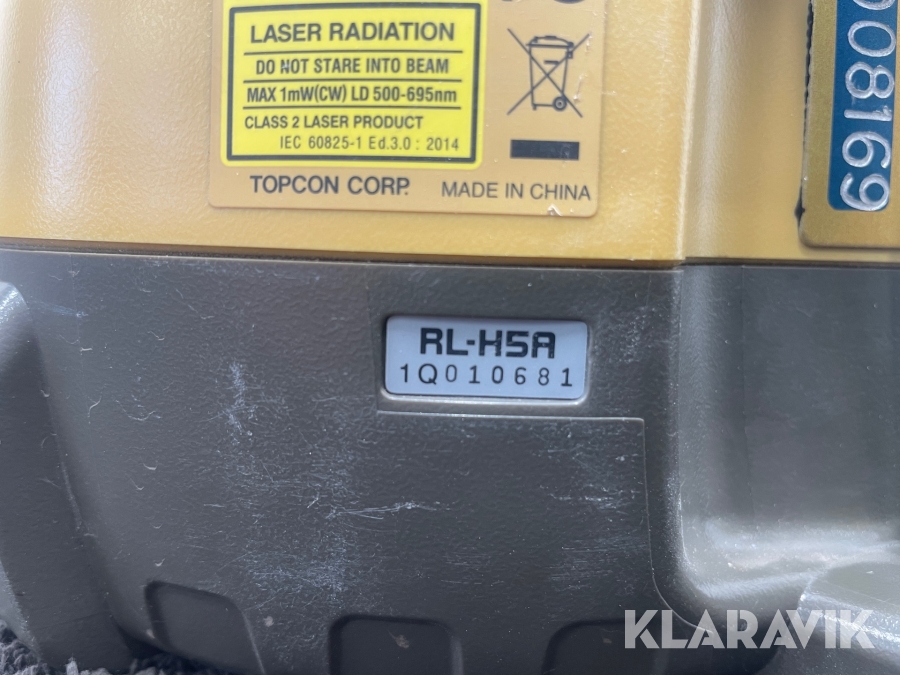 LASER RADIATION
DO NOT STARE INTO BEAM
MAX 1mW(CW) LD 500-695nm
CLASS 2 LASER PRODUCT
IEC 60825-1 Ed.3.0 : 2014
TOPCON CORP.
MADE IN CHINA
008169
RL-H5A
1Q010681
KLARAVIK